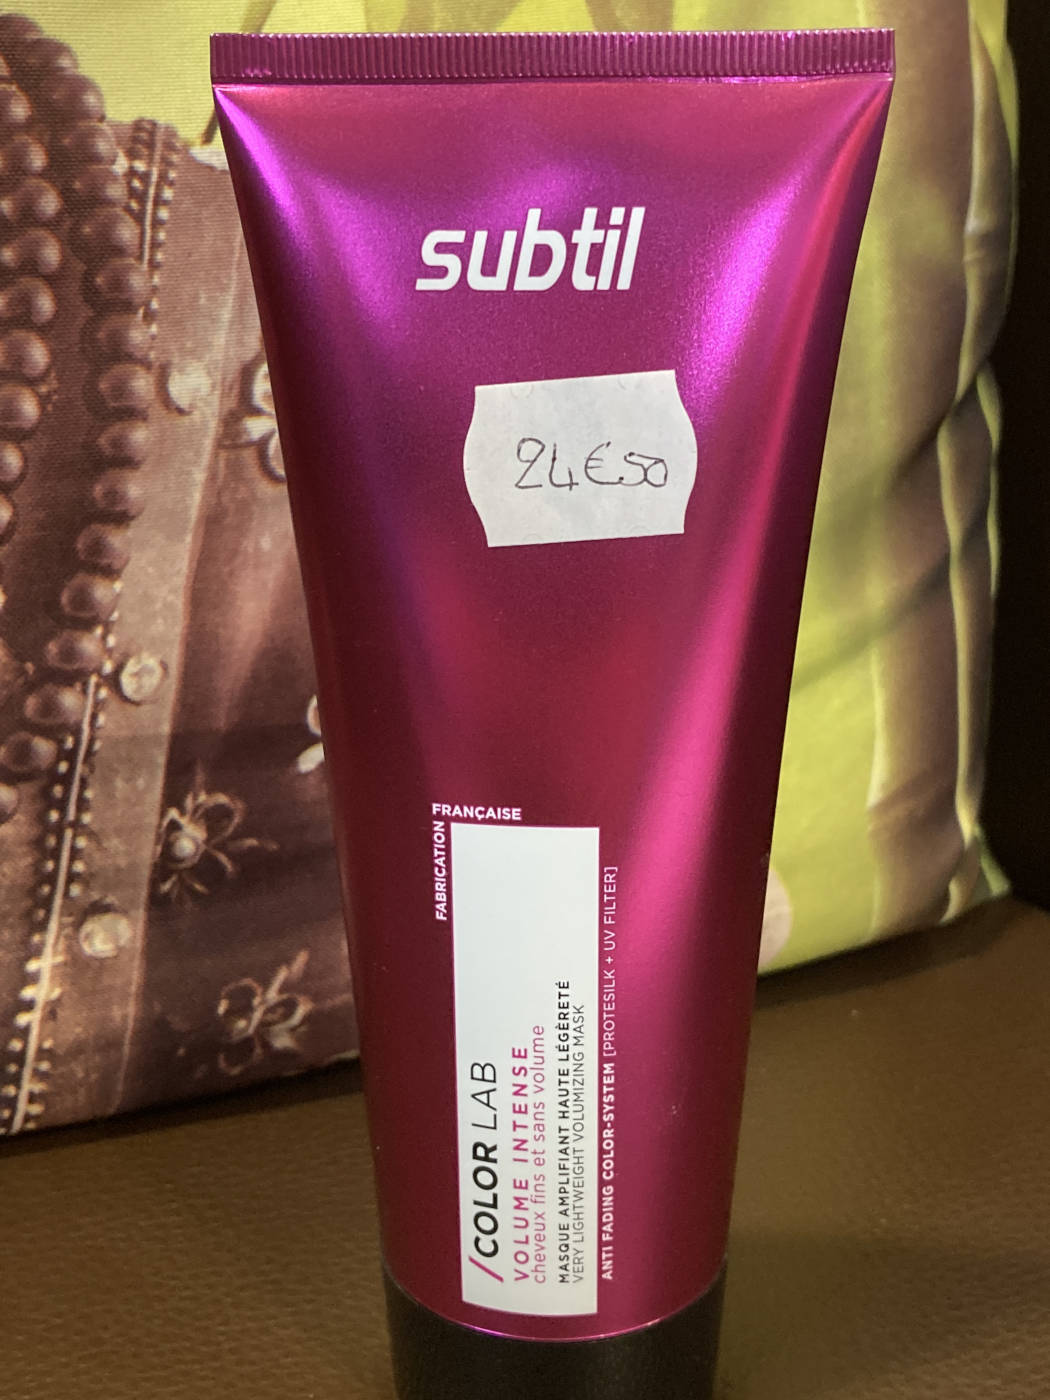 subtil
24€50
FABRICATION
FRANÇAISE
/COLOR LAB
VOLUME INTENSE
cheveux fins et sans volume
MASQUE AMPLIFIANT HAUTE LÉGÈRETÉ
VERY LIGHTWEIGHT VOLUMIZING MASK
ANTI FADING COLOR-SYSTEM [PROTESILK + UV FILTER]